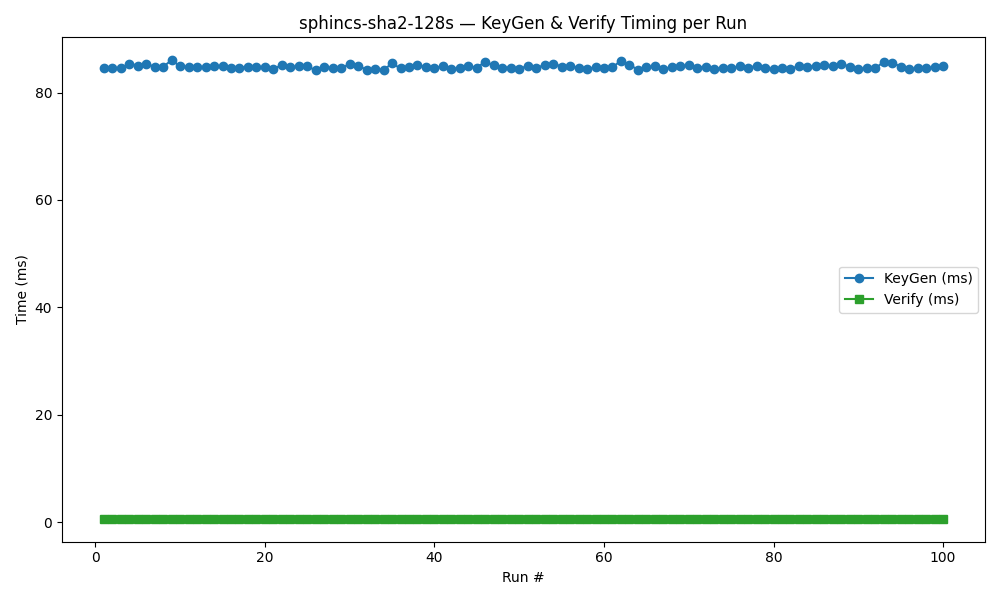 sphincs-sha2-128s — KeyGen & Verify Timing per Run
Time (ms)
80
60
40
20
0
KeyGen (ms)
Verify (ms)
0 20 40 60 80 100
Run #